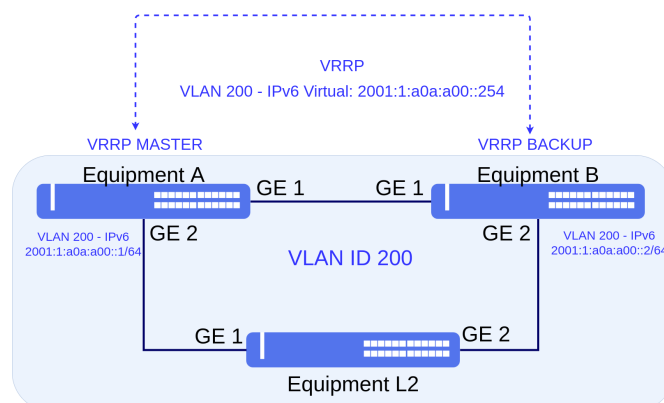 VRRP
VLAN 200 - IPv6 Virtual: 2001:1:a0a:a00::254
VRRP MASTER
VRRP BACKUP
Equipment A
Equipment B
GE 1
GE 1
VLAN 200 - IPv6
2001:1:a0a:a00::1/64
GE 2
GE 2
VLAN 200 - IPv6
2001:1:a0a:a00::2/64
VLAN ID 200
GE 1
GE 2
Equipment L2